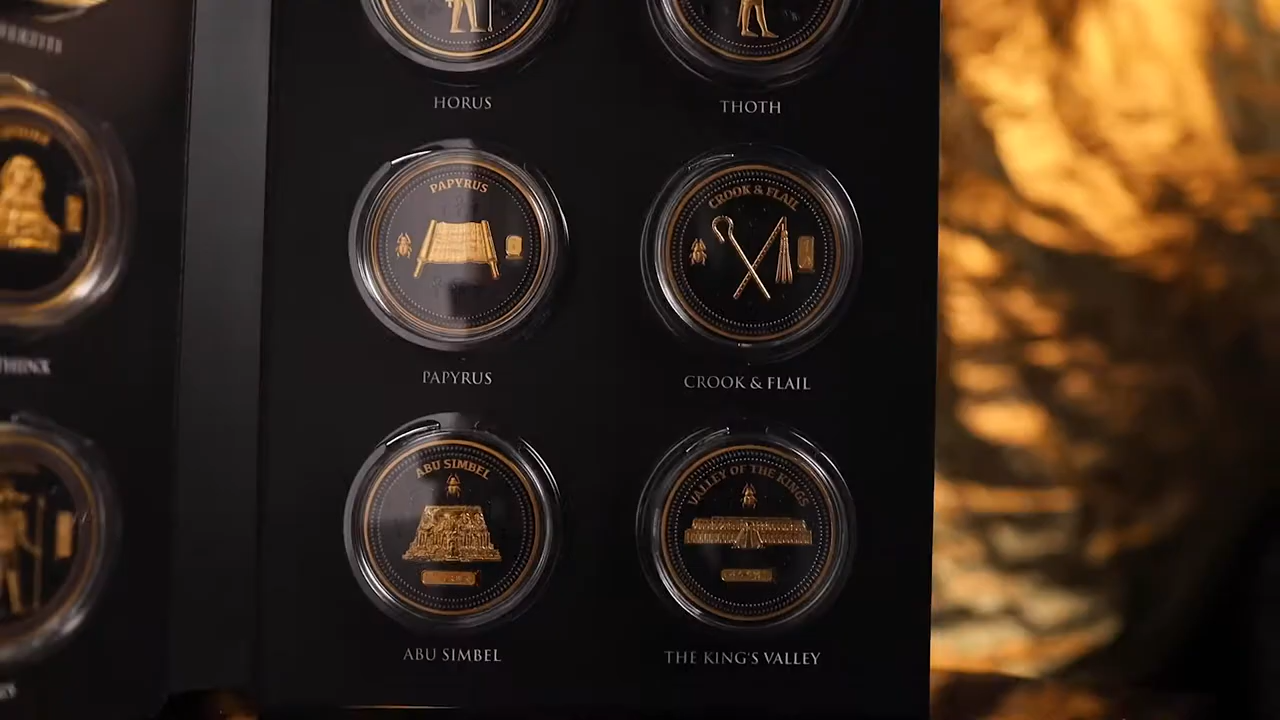 HORUS
THOTH
PAPYRUS
CROOK & FLAIL
PAPYRUS
CROOK & FLAIL
ABU SIMBEL
VALLEY OF THE KINGS
ABU SIMBEL
THE KING'S VALLEY